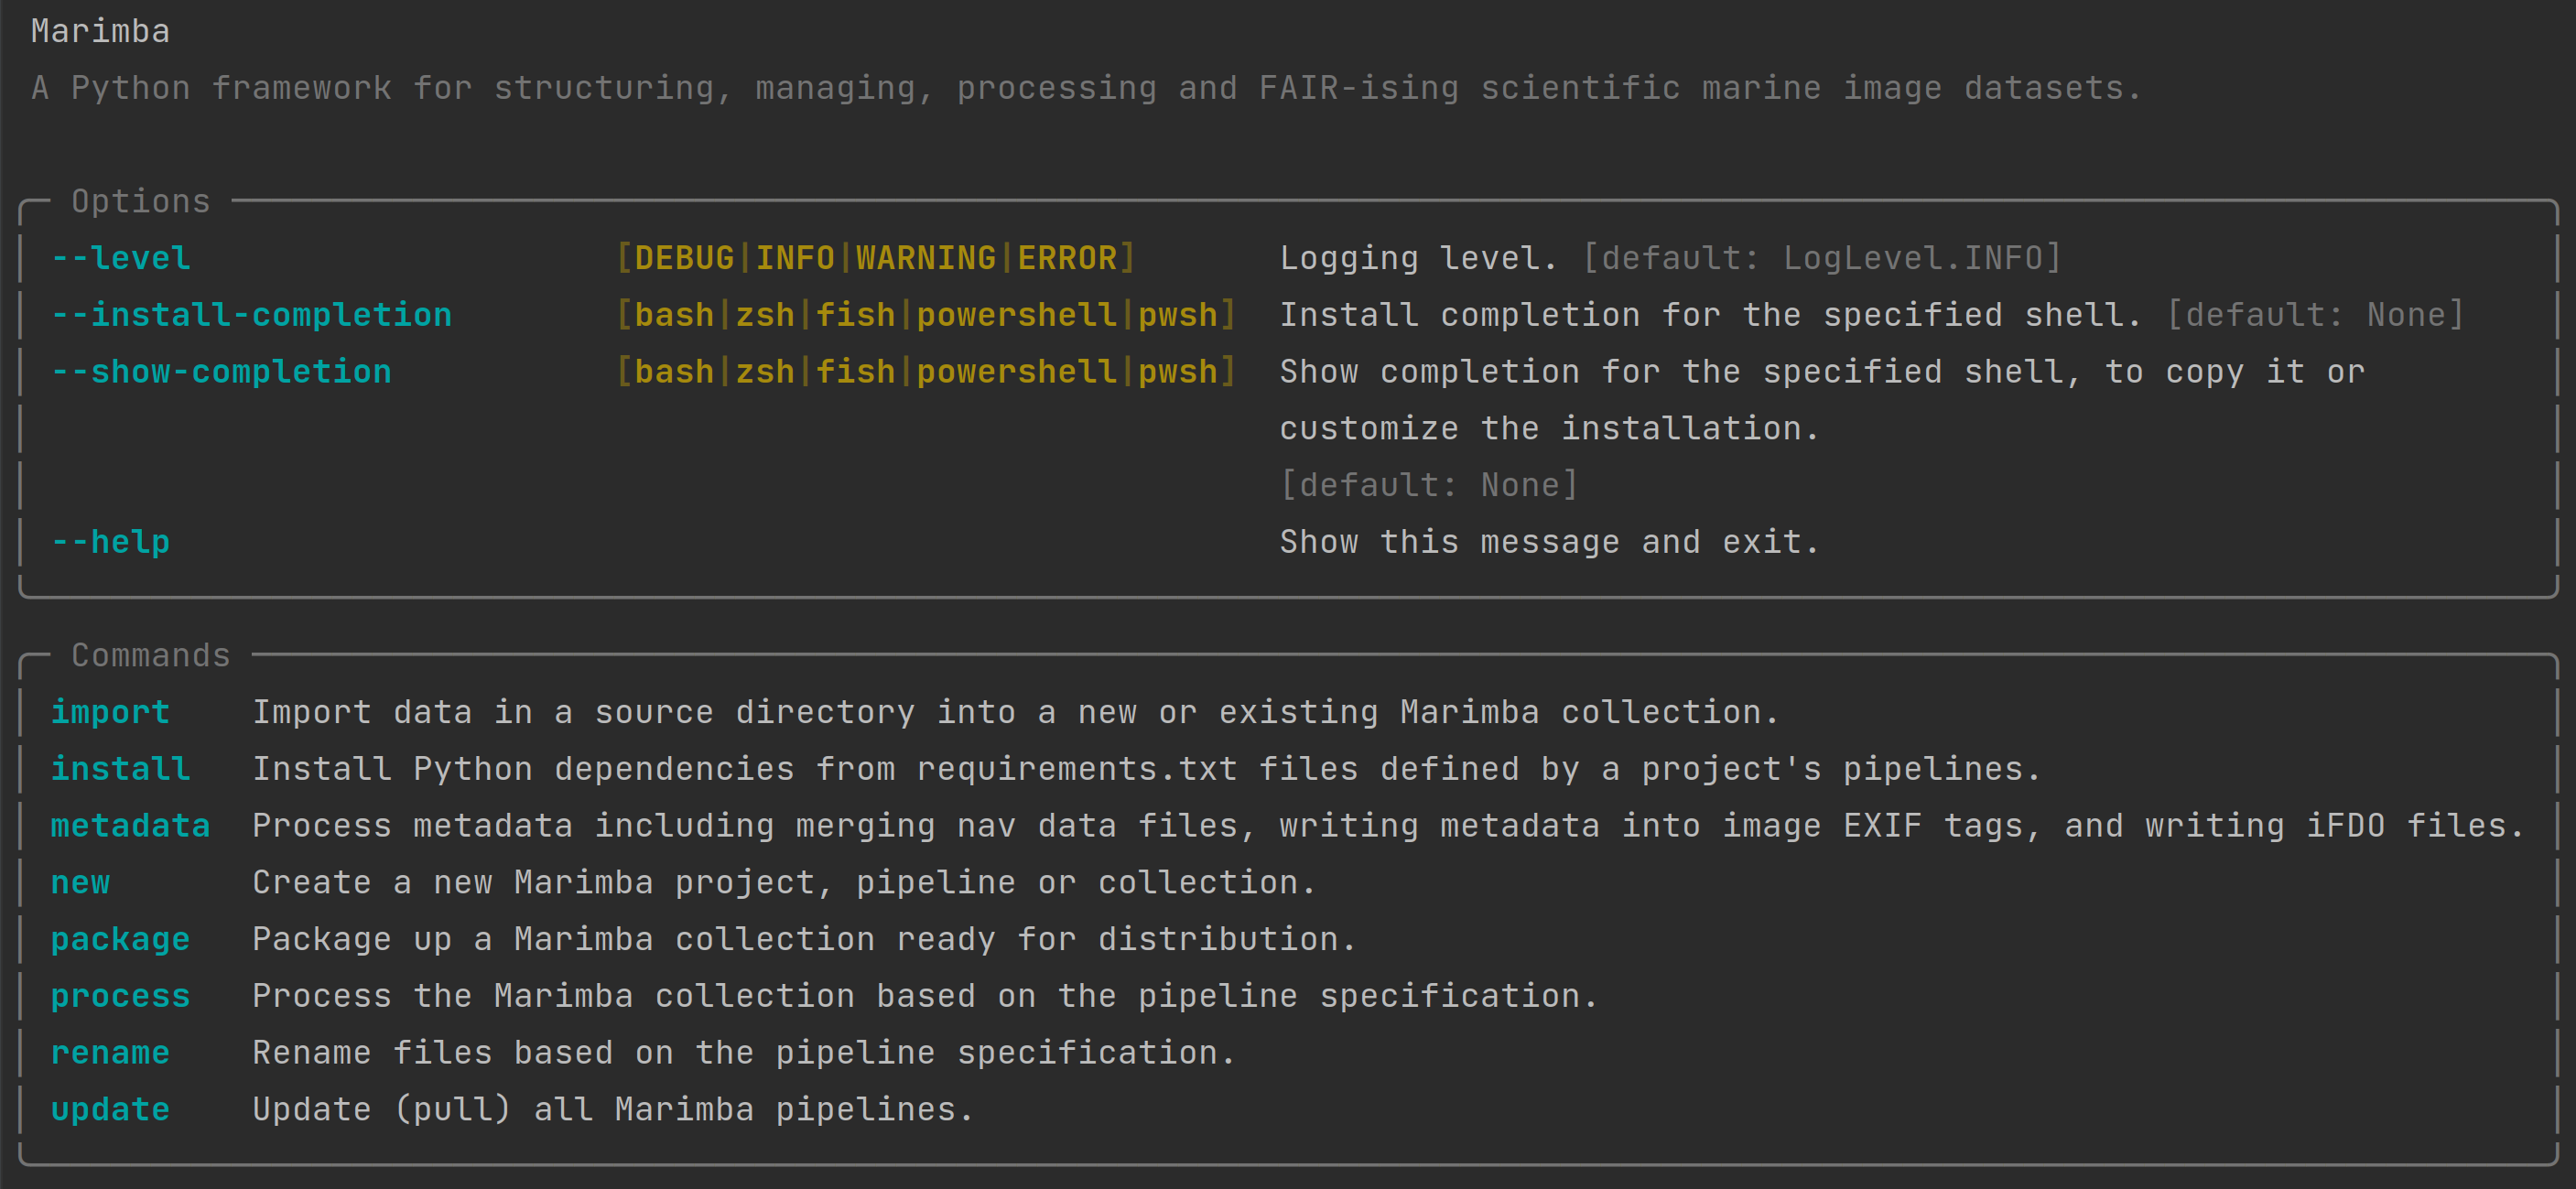 Marimba
A Python framework for structuring, managing, processing and FAIR-ising scientific marine image datasets.
Options
--level [DEBUG|INFO|WARNING|ERROR] Logging level. [default: LogLevel.INFO]
--install-completion [bash|zsh|fish|powershell|pwsh] Install completion for the specified shell. [default: None]
--show-completion [bash|zsh|fish|powershell|pwsh] Show completion for the specified shell, to copy it or
customize the installation.
[default: None]
--help Show this message and exit.
Commands
import Import data in a source directory into a new or existing Marimba collection.
install Install Python dependencies from requirements.txt files defined by a project's pipelines.
metadata Process metadata including merging nav data files, writing metadata into image EXIF tags, and writing iFDO files.
new Create a new Marimba project, pipeline or collection.
package Package up a Marimba collection ready for distribution.
process Process the Marimba collection based on the pipeline specification.
rename Rename files based on the pipeline specification.
update Update (pull) all Marimba pipelines.